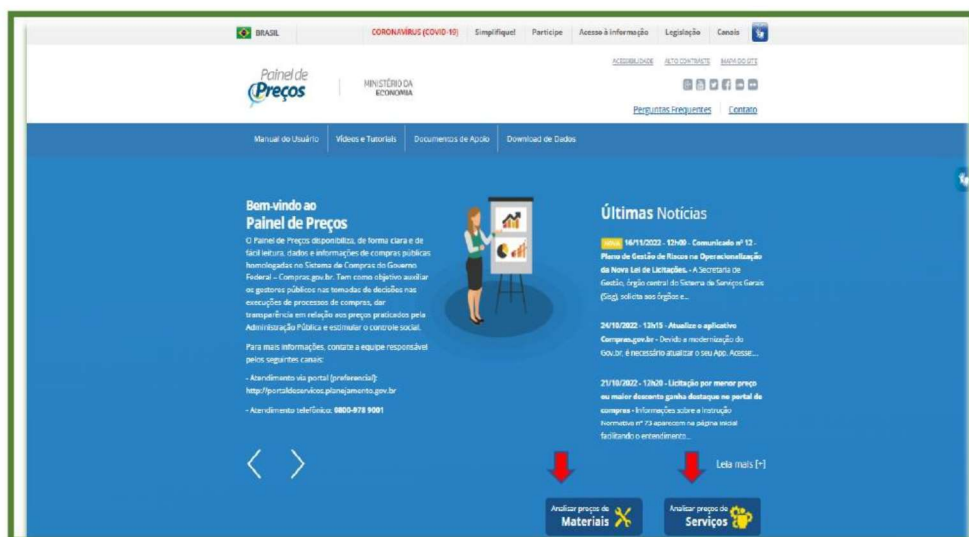 BRASIL
CORONAVÍRUS (COVID-19) Simplifique! Participe Acesso à informação Legislação Canais
ACESSIBILIDADE ALTO CONTRASTE MAPA DO SITE
Painel de
Preços
MINISTÉRIO DA
ECONOMIA
Perguntas Frequentes Contato
Manual do Usuário Vídeos e Tutoriais Documentos de Apoio Download de Dados
Bem-vindo ao
Painel de Preços
O Painel de Preços disponibiliza, de forma clara e de
fácil leitura, dados e informações de compras públicas
homologadas no Sistema de Compras do Governo
Federal – Compras.gov.br. Tem como objetivo auxiliar
os gestores públicos nas tomadas de decisões nas
execuções de processos de compras, dar
transparência em relação aos preços praticados pela
Administração Pública e estimular o controle social.
Para mais informações, contate a equipe responsável
pelos seguintes canais:
- Atendimento via portal (preferencial):
http://portaldeservicos.planejamento.gov.br
- Atendimento telefônico: 0800-978 9001
Últimas Notícias
16/11/2022 - 12h00 - Comunicado nº 12 -
Plano de Gestão de Riscos na Operacionalização
da Nova Lei de Licitações. - A Secretaria de
Gestão, órgão central do Sistema de Serviços Gerais
(Sisg), solicita aos órgãos e...
24/10/2022 - 12h15 - Atualize o aplicativo
Compras.gov.br - Devido a modernização do
Gov.br, é necessário atualizar o seu App. Acesse:...
21/10/2022 - 12h20 - Licitação por menor preço
ou maior desconto ganha destaque no portal de
compras - Informações sobre a Instrução
Normativa nº 73 aparecem na página inicial
facilitando o entendimento...
Leia mais [+]
Analisar preços de
Materiais
Analisar preços de
Serviços